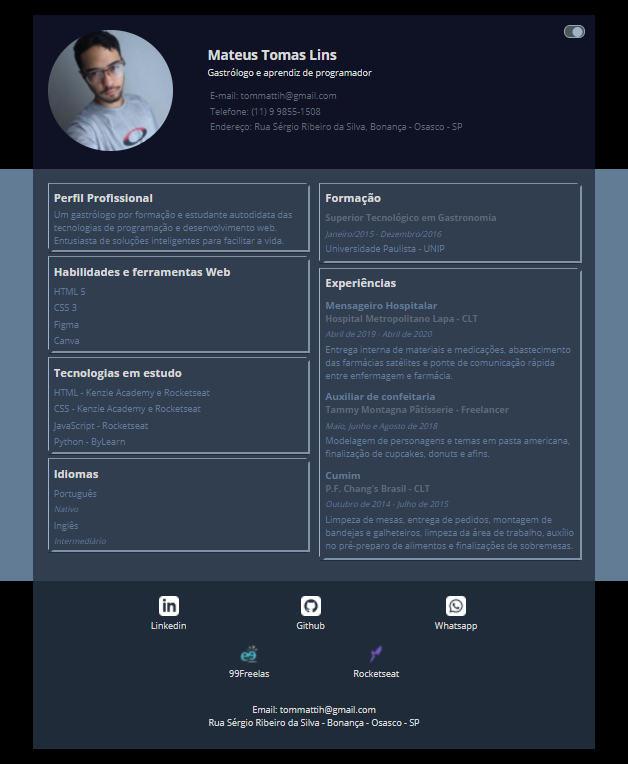 Mateus Tomas Lins
Gastrólogo e aprendiz de programador
E-mail: tommattih@gmail.com
Telefone: (11) 9 9855-1508
Endereço: Rua Sérgio Ribeiro da Silva, Bonança - Osasco - SP
Perfil Profissional
Um gastrólogo por formação e estudante autodidata das
tecnologias de programação e desenvolvimento web.
Entusiasta de soluções inteligentes para facilitar a vida.
Habilidades e ferramentas Web
HTML 5
CSS 3
Figma
Canva
Tecnologias em estudo
HTML - Kenzie Academy e Rocketseat
CSS - Kenzie Academy e Rocketseat
JavaScript - Rocketseat
Python - ByLearn
Idiomas
Português
Nativo
Inglês
Intermediário
Formação
Superior Tecnológico em Gastronomia
Janeiro/2015 - Dezembro/2016
Universidade Paulista - UNIP
Experiências
Mensageiro Hospitalar
Hospital Metropolitano Lapa - CLT
Abril de 2019 - Abril de 2020
Entrega interna de materiais e medicações, abastecimento
das farmácias satélites e ponte de comunicação rápida
entre enfermagem e farmácia.
Auxiliar de confeitaria
Tammy Montagna Pâtisserie - Freelancer
Maio, Junho e Agosto de 2018
Modelagem de personagens e temas em pasta americana,
finalização de cupcakes, donuts e afins.
Cumim
P.F. Chang's Brasil - CLT
Outubro de 2014 - Julho de 2015
Limpeza de mesas, entrega de pedidos, montagem de
bandejas e galheteiros, limpeza da área de trabalho, auxílio
no pré-preparo de alimentos e finalizações de sobremesas.
Linkedin
Github
Whatsapp
99Freelas
Rocketseat
Email: tommattih@gmail.com
Rua Sérgio Ribeiro da Silva - Bonança - Osasco - SP